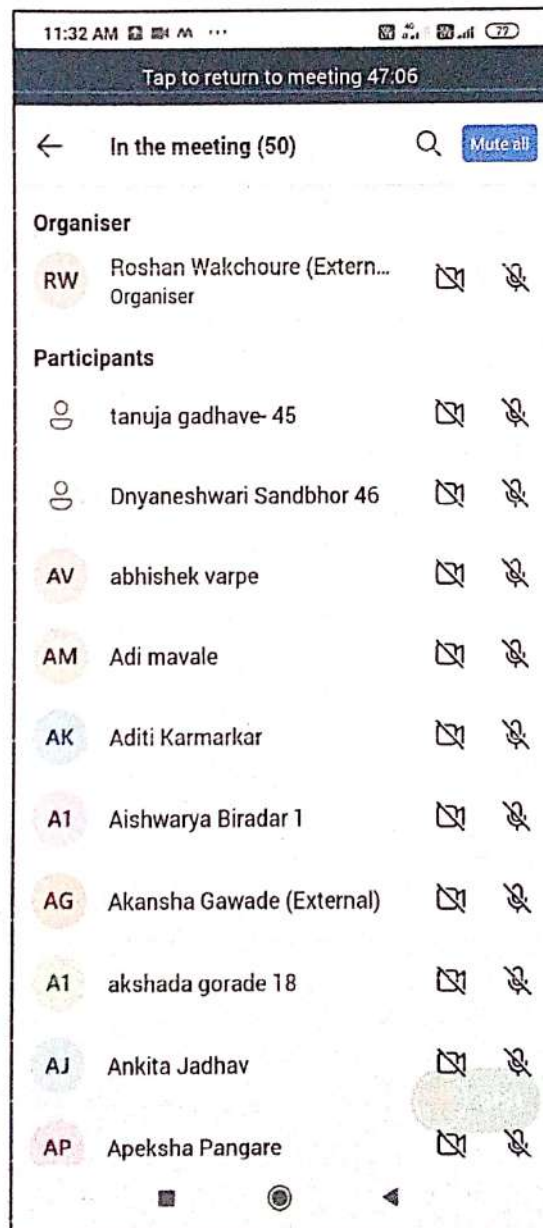 11:32 AM
22
Tap to return to meeting 47:06
In the meeting (50)
Mute all
Organiser
RW
Roshan Wakchoure (Extern...
Organiser
Participants
tanuja gadhave- 45
Dnyaneshwari Sandbhor 46
AV
abhishek varpe
AM
Adi mavale
AK
Aditi Karmarkar
A1
Aishwarya Biradar 1
AG
Akansha Gawade (External)
A1
akshada gorade 18
AJ
Ankita Jadhav
AP
Apeksha Pangare